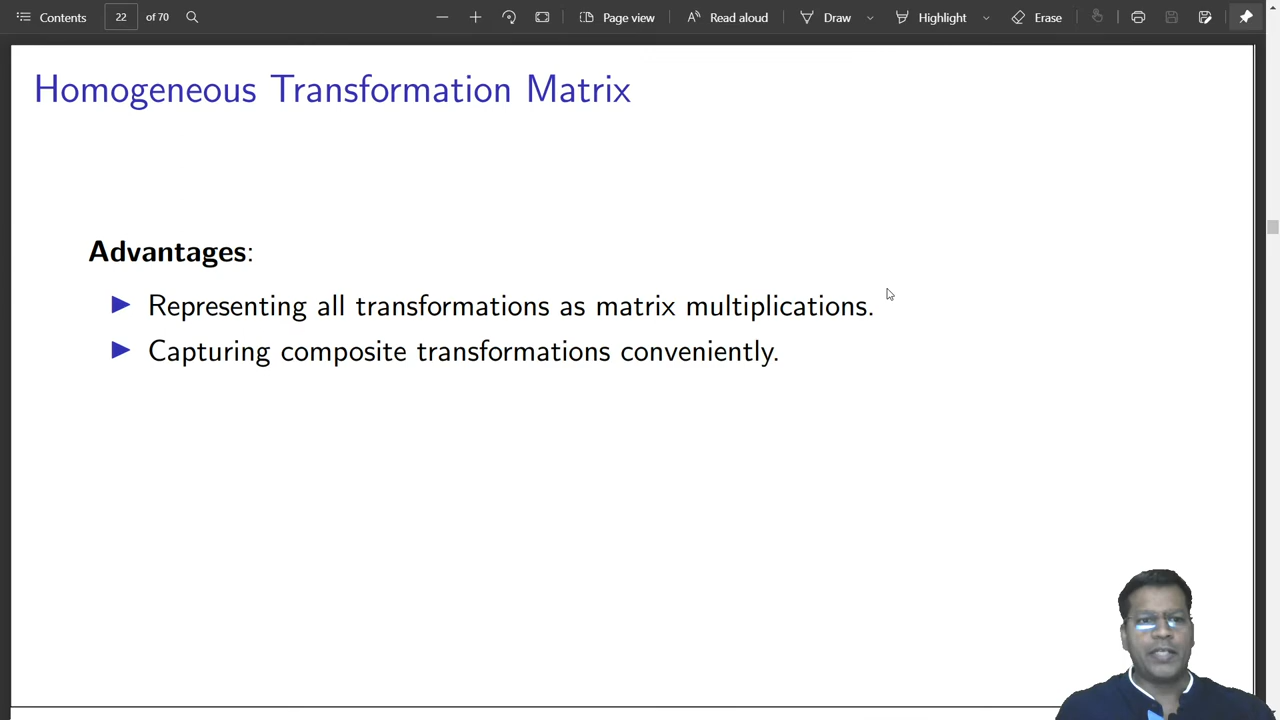 Contents 22 of 70 Page view Read aloud Draw Highlight Erase
Homogeneous Transformation Matrix
Advantages:
Representing all transformations as matrix multiplications.
Capturing composite transformations conveniently.